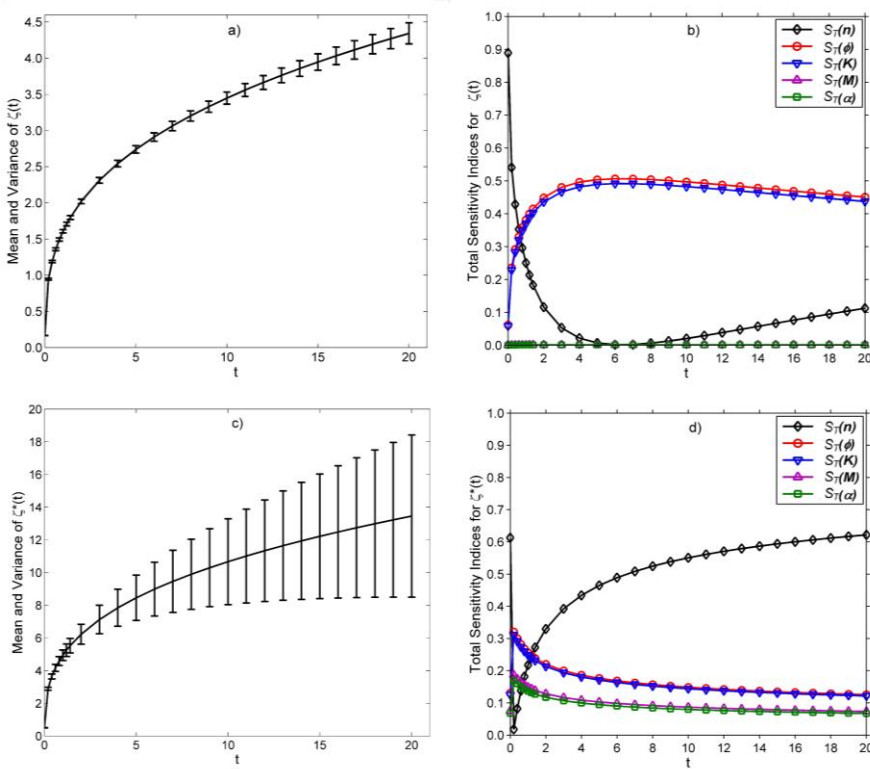 a)
Mean and Variance of ζ(t)
4.5
4.0
3.5
3.0
2.5
2.0
1.5
1.0
0.5
0.0
0 5 10 15 20
t
b)
Total Sensitivity Indices for ζ(t)
1.0
0.9
0.8
0.7
0.6
0.5
0.4
0.3
0.2
0.1
0.0
0 2 4 6 8 10 12 14 16 18 20
t
S_T(n)
S_T(ϕ)
S_T(K)
S_T(M)
S_T(α)
c)
Mean and Variance of ζ*(t)
20
18
16
14
12
10
8
6
4
2
0
0 5 10 15 20
t
d)
Total Sensitivity Indices for ζ*(t)
1.0
0.9
0.8
0.7
0.6
0.5
0.4
0.3
0.2
0.1
0.0
0 2 4 6 8 10 12 14 16 18 20
t
S_T(n)
S_T(ϕ)
S_T(K)
S_T(M)
S_T(α)